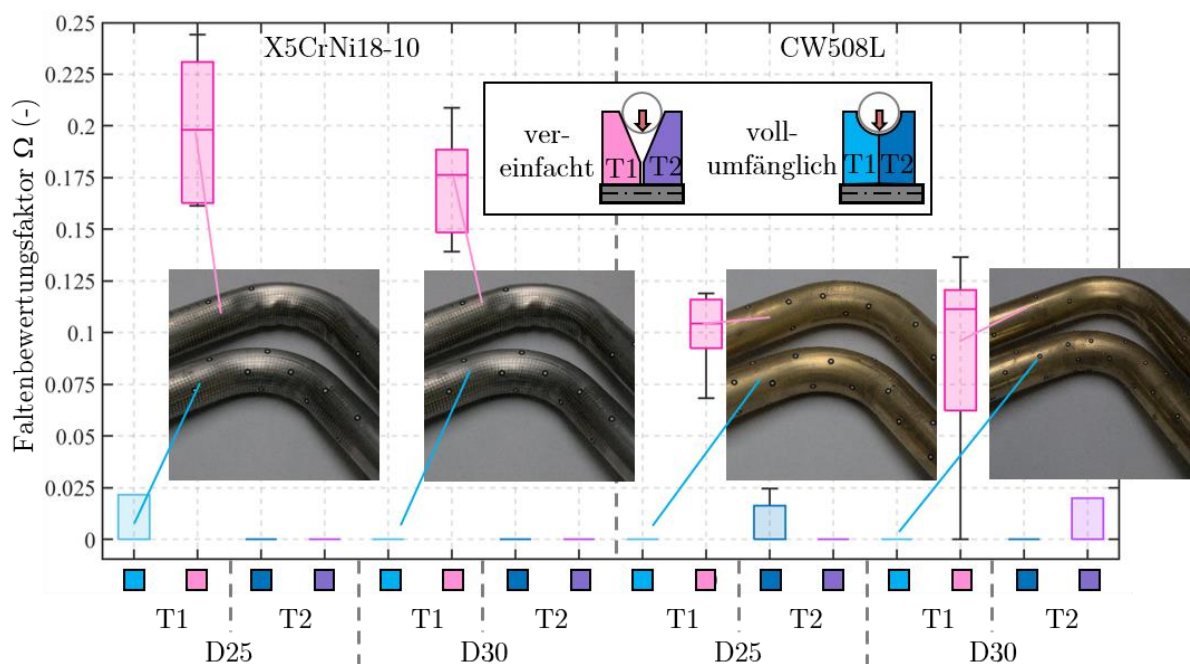 Faltenbewertungsfaktor Ω (-)
0.25
0.225
0.2
0.175
0.15
0.125
0.1
0.075
0.05
0.025
0
X5CrNi18-10
CW508L
ver-
einfacht
T1 T2
voll-
umfänglich
T1 T2
T1 T2 T1 T2 T1 T2 T1 T2
D25 D30 D25 D30